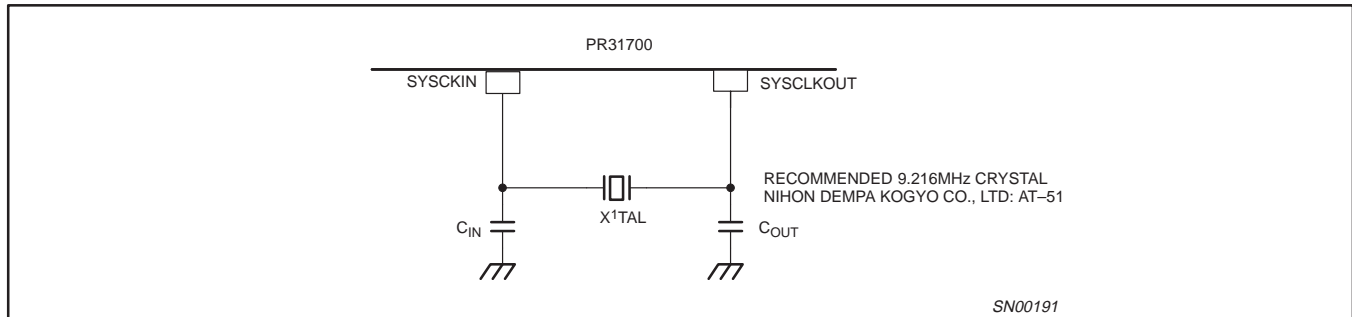 PR31700
SYSCKIN
SYSCLKOUT
RECOMMENDED 9.216MHz CRYSTAL
NIHON DEMPA KOGYO CO., LTD: AT–51
X1TAL
CIN
COUT
SN00191